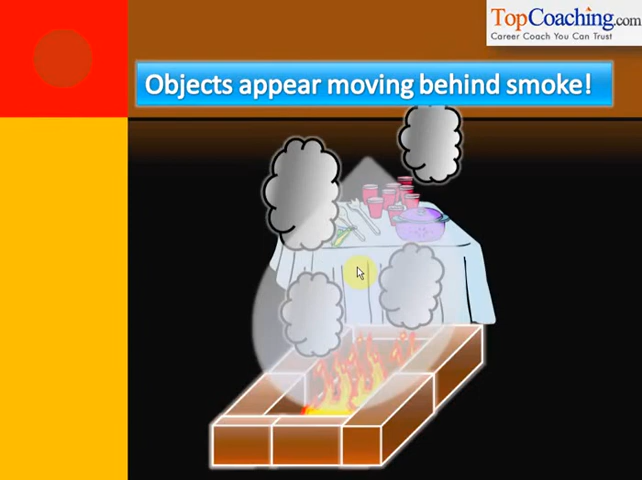 TopCoaching.com
Career Coach You Can Trust
Objects appear moving behind smoke!